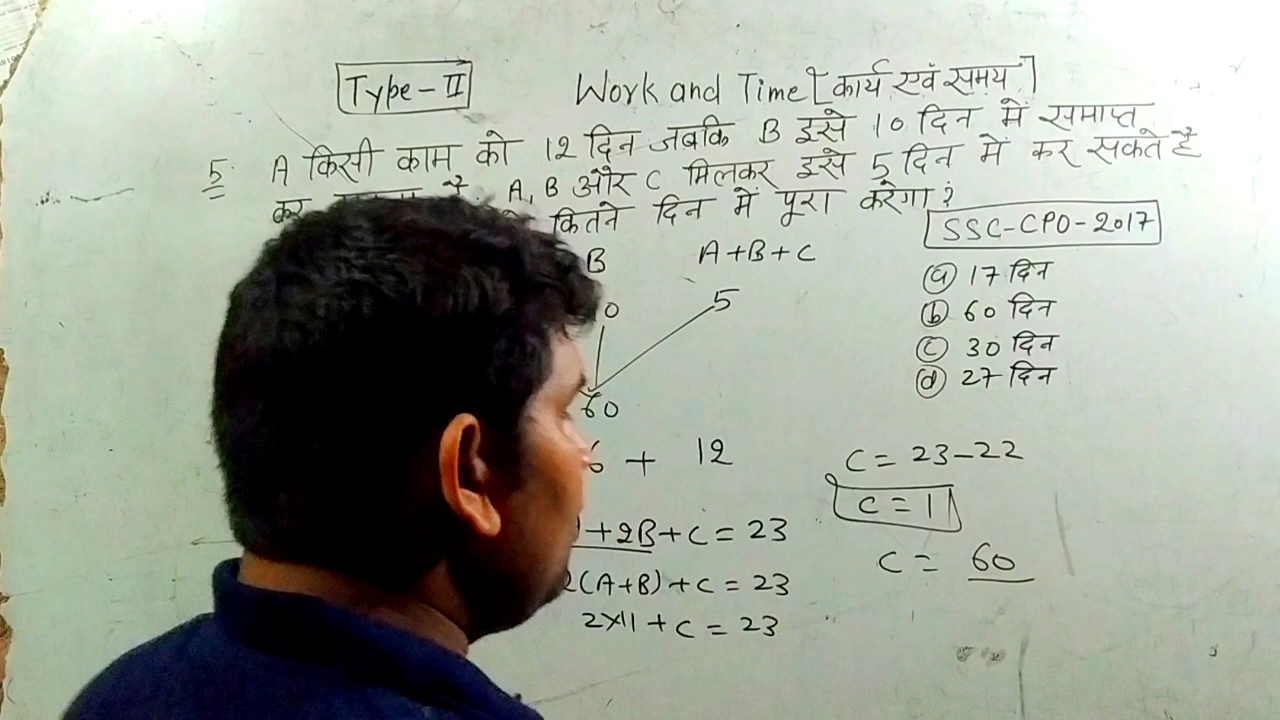 Type-II
Work and Time [कार्य एवं समय]
5. A किसी काम को 12 दिन जबकि B इसे 10 दिन में समाप्त
कर A, B और C मिलकर इसे 5 दिन में कर सकते है
कितने दिन में पूरा करेगा?
SSC-CPO-2017
B A+B+C
0 5
60
6 + 12
+2B+C = 23
2(A+B)+C = 23
2×11+C = 23
(a) 17 दिन
(b) 60 दिन
(c) 30 दिन
(d) 27 दिन
C = 23-22
C = 1
C = 60